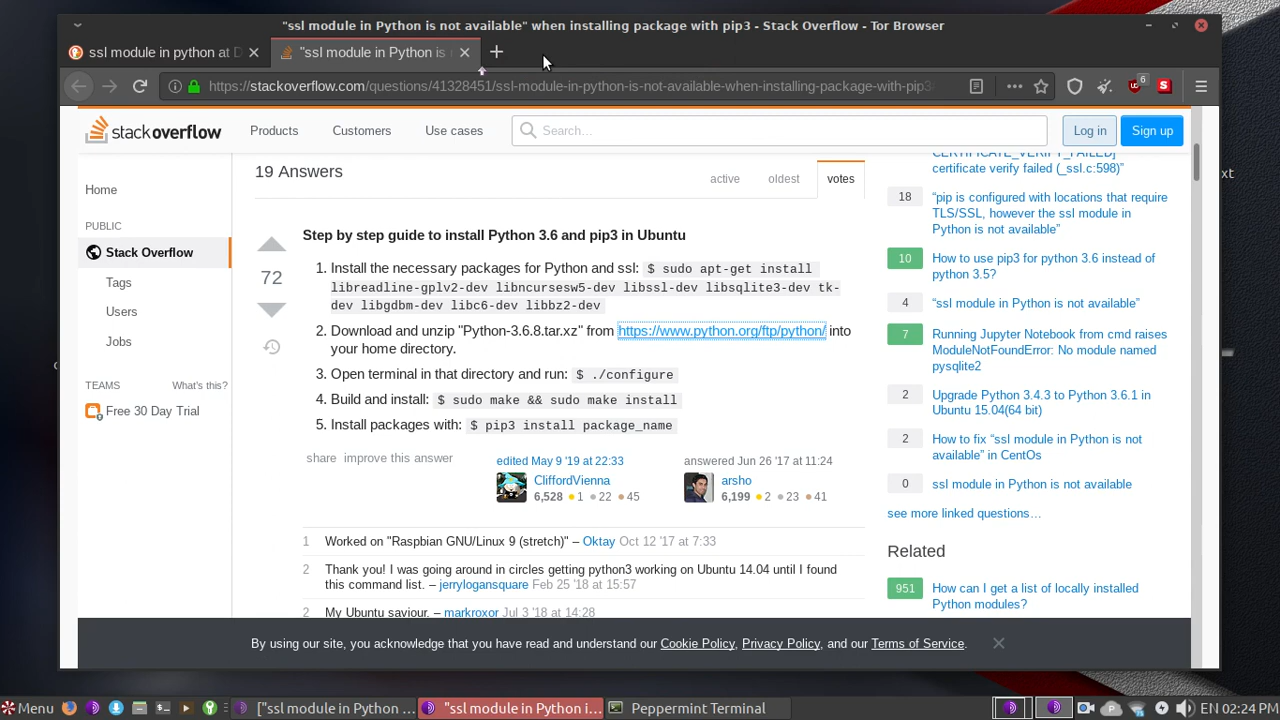 "ssl module in Python is not available" when installing package with pip3 - Stack Overflow - Tor Browser
ssl module in python at D
"ssl module in Python is
https://stackoverflow.com/questions/41328451/ssl-module-in-python-is-not-available-when-installing-package-with-pip3
6
stackoverflow
Products
Customers
Use cases
Search…
Log in
Sign up
Home
PUBLIC
Stack Overflow
Tags
Users
Jobs
TEAMS
What's this?
Free 30 Day Trial
19 Answers
active
oldest
votes
72
Step by step guide to install Python 3.6 and pip3 in Ubuntu
1. Install the necessary packages for Python and ssl: $ sudo apt-get install
libreadline-gplv2-dev libncursesw5-dev libssl-dev libsqlite3-dev tk-
dev libgdbm-dev libc6-dev libbz2-dev
2. Download and unzip "Python-3.6.8.tar.xz" from https://www.python.org/ftp/python/ into
your home directory.
3. Open terminal in that directory and run: $ ./configure
4. Build and install: $ sudo make && sudo make install
5. Install packages with: $ pip3 install package_name
share improve this answer
edited May 9 '19 at 22:33
CliffordVienna
6,528 1 22 45
answered Jun 26 '17 at 11:24
arsho
6,199 2 23 41
1 Worked on "Raspbian GNU/Linux 9 (stretch)" – Oktay Oct 12 '17 at 7:33
2 Thank you! I was going around in circles getting python3 working on Ubuntu 14.04 until I found
this command list. – jerrylogansquare Feb 25 '18 at 15:57
2 My Ubuntu saviour. – markroxor Jul 3 '18 at 14:28
CERTIFICATE_VERIFY_FAILED]
certificate verify failed (_ssl.c:598)”
18 “pip is configured with locations that require
TLS/SSL, however the ssl module in
Python is not available”
10 How to use pip3 for python 3.6 instead of
python 3.5?
4 “ssl module in Python is not available”
7 Running Jupyter Notebook from cmd raises
ModuleNotFoundError: No module named
pysqlite2
2 Upgrade Python 3.4.3 to Python 3.6.1 in
Ubuntu 15.04(64 bit)
2 How to fix “ssl module in Python is not
available” in CentOs
0 ssl module in Python is not available
see more linked questions…
Related
951 How can I get a list of locally installed
Python modules?
By using our site, you acknowledge that you have read and understand our Cookie Policy, Privacy Policy, and our Terms of Service.
Menu
["ssl module in Python ...
"ssl module in Python i...
Peppermint Terminal
EN 02:24 PM